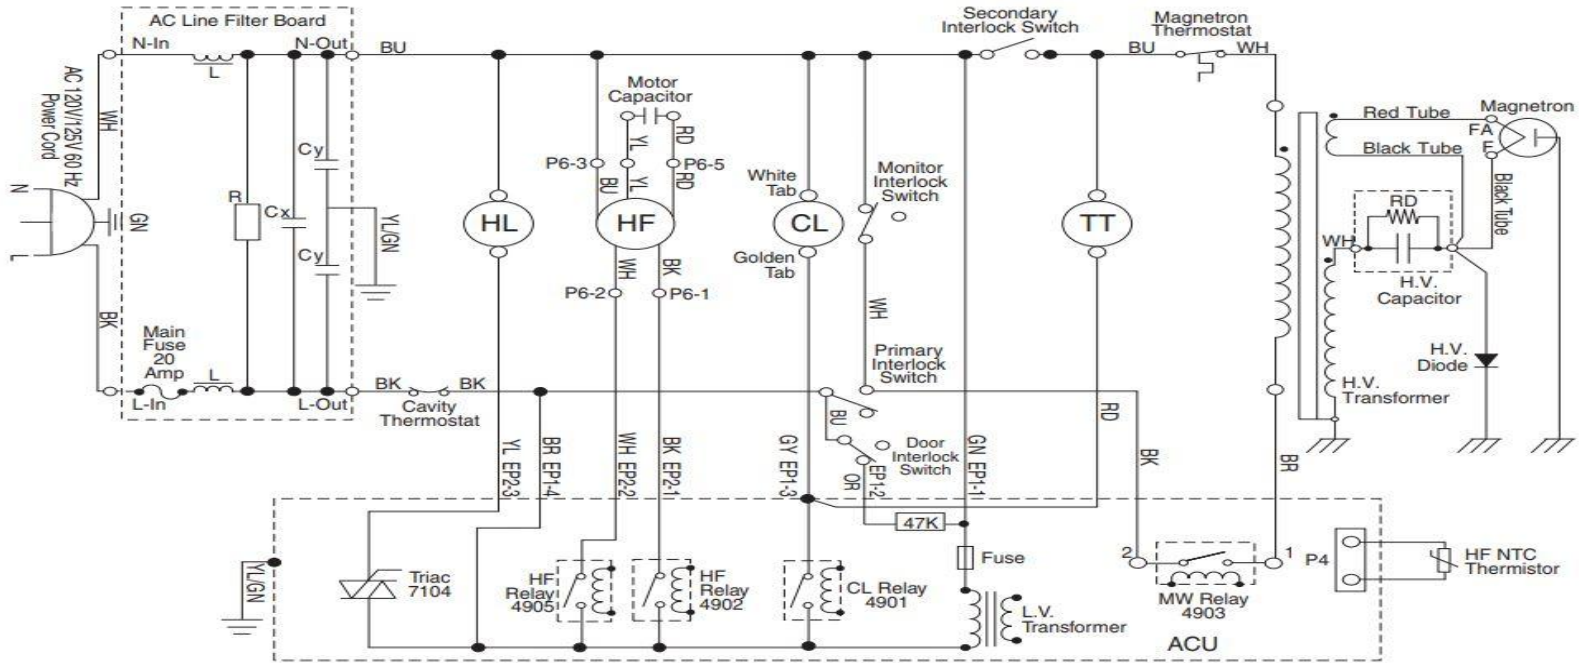 AC Line Filter Board
N-In
N-Out
L
BU
Secondary
Interlock Switch
Magnetron
Thermostat
BU
WH
AC 120V/125V 60 Hz
Power Cord
WH
N
L
GN
BK
R
Cx
Cy
Cy
YL/GN
Main
Fuse
20
Amp
L
L-In
L-Out
BK
BK
Cavity
Thermostat
HL
Motor
Capacitor
YL
RD
P6-3
P6-5
BU
YL
RD
HF
WH
BK
P6-2
P6-1
White
Tab
CL
Golden
Tab
Monitor
Interlock
Switch
WH
Primary
Interlock
Switch
TT
Red Tube
Black Tube
Magnetron
FA
F
Black Tube
RD
WH
H.V.
Capacitor
H.V.
Diode
H.V.
Transformer
BU
Door
Interlock
Switch
OR
EP1-2
YL EP2-3
BR EP1-4
WH EP2-2
BK EP2-1
GY EP1-3
GN EP1-1
RD
BK
BR
47K
Fuse
YL/GN
Triac
7104
HF
Relay
4905
HF
Relay
4902
CL Relay
4901
L.V.
Transformer
2
1
MW Relay
4903
ACU
P4
HF NTC
Thermistor